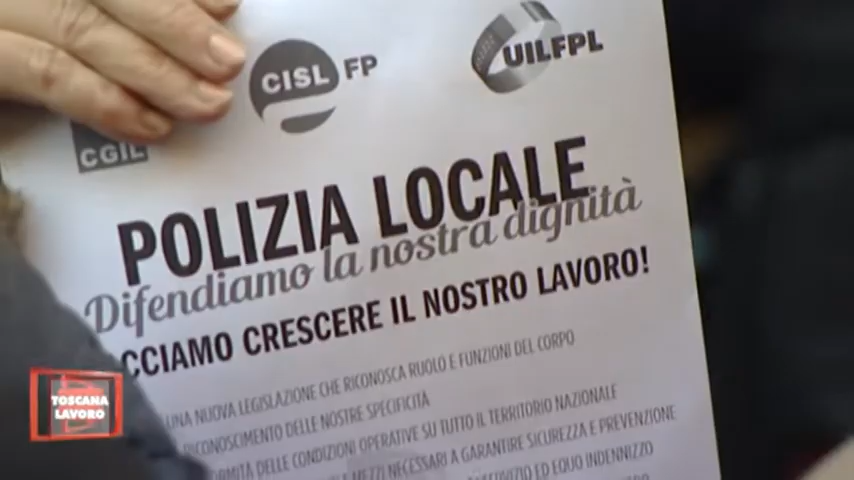 CGIL
CISL FP
UILFPL
POLIZIA LOCALE
Difendiamo la nostra dignità
CCIAMO CRESCERE IL NOSTRO LAVORO!
UNA NUOVA LEGISLAZIONE CHE RICONOSCA RUOLO E FUNZIONI DEL CORPO
RICONOSCIMENTO DELLE NOSTRE SPECIFICITÀ
DELLE CONDIZIONI OPERATIVE SU TUTTO IL TERRITORIO NAZIONALE
MEZZI NECESSARI A GARANTIRE SICUREZZA E PREVENZIONE
ED EQUO INDENNIZZO
TOSCANA
LAVORO